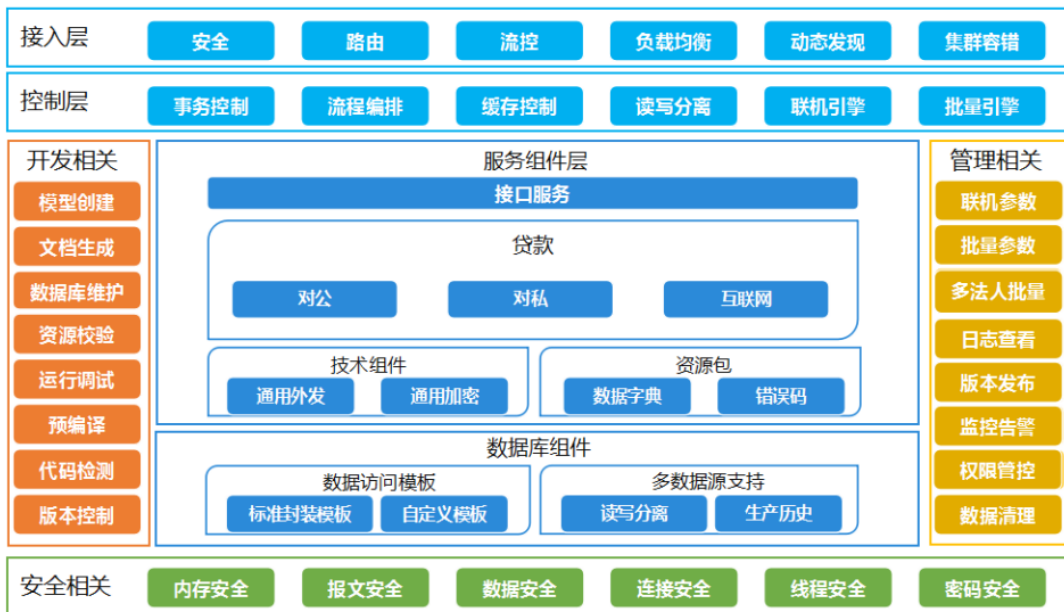 接入层 安全 路由 流控 负载均衡 动态发现 集群容错
控制层 事务控制 流程编排 缓存控制 读写分离 联机引擎 批量引擎
开发相关
模型创建
文档生成
数据库维护
资源校验
运行调试
预编译
代码检测
版本控制
服务组件层
接口服务
贷款
对公 对私 互联网
技术组件
通用外发 通用加密
资源包
数据字典 错误码
数据库组件
数据访问模板
标准封装模板 自定义模板
多数据源支持
读写分离 生产历史
管理相关
联机参数
批量参数
多法人批量
日志查看
版本发布
监控告警
权限管控
数据清理
安全相关 内存安全 报文安全 数据安全 连接安全 线程安全 密码安全